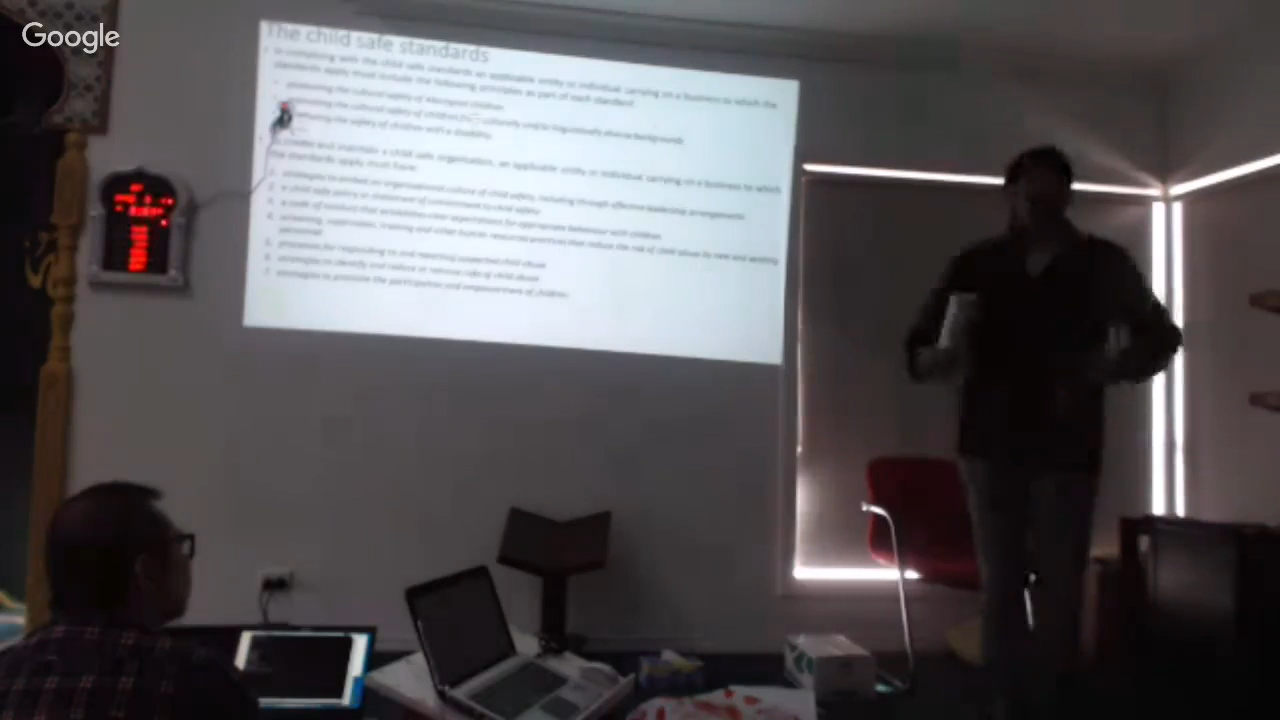 Google
The child safe standards
In complying with the child safe standards an applicable entity or individual carrying on a business to which the
standards apply must include the following principles as part of each standard
promoting the cultural safety of Aboriginal children
promoting the cultural safety of children from culturally and/or linguistically diverse backgrounds
promoting the safety of children with a disability
To create and maintain a child safe organisation, an applicable entity or individual carrying on a business to which
the standards apply must have:
1. strategies to embed an organisational culture of child safety, including through effective leadership arrangements
2. a child safe policy or statement of commitment to child safety
3. a code of conduct that establishes clear expectations for appropriate behaviour with children
4. screening, supervision, training and other human resources practices that reduce the risk of child abuse by new and existing
personnel
5. processes for responding to and reporting suspected child abuse
6. strategies to identify and reduce or remove risks of child abuse
7. strategies to promote the participation and empowerment of children.